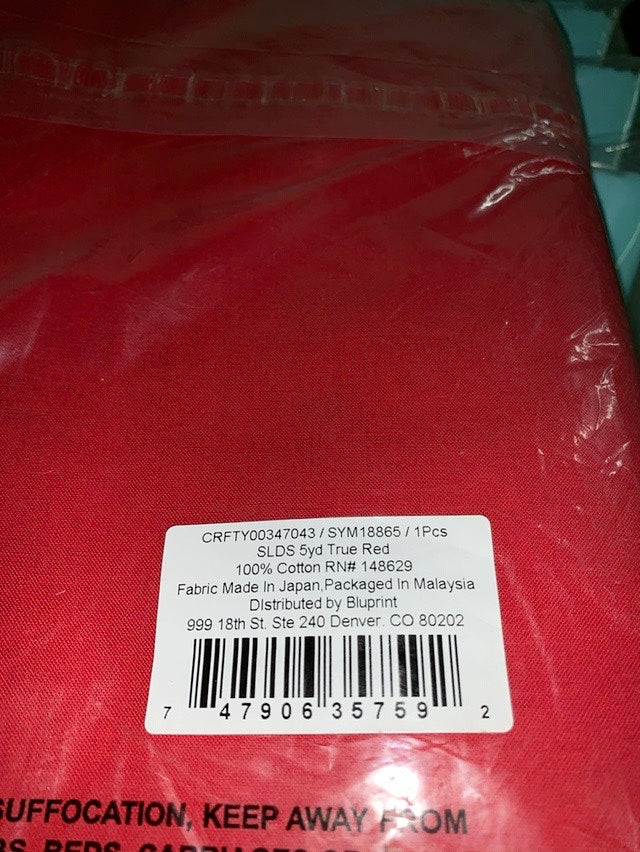 CRFTY00347043 / SYM18865 / 1Pcs
SLDS 5yd True Red
100% Cotton RN# 148629
Fabric Made In Japan,Packaged In Malaysia
Distributed by Bluprint
999 18th St. Ste 240 Denver. CO 80202
7 47906 35759 2
SUFFOCATION, KEEP AWAY FROM
BEDS,